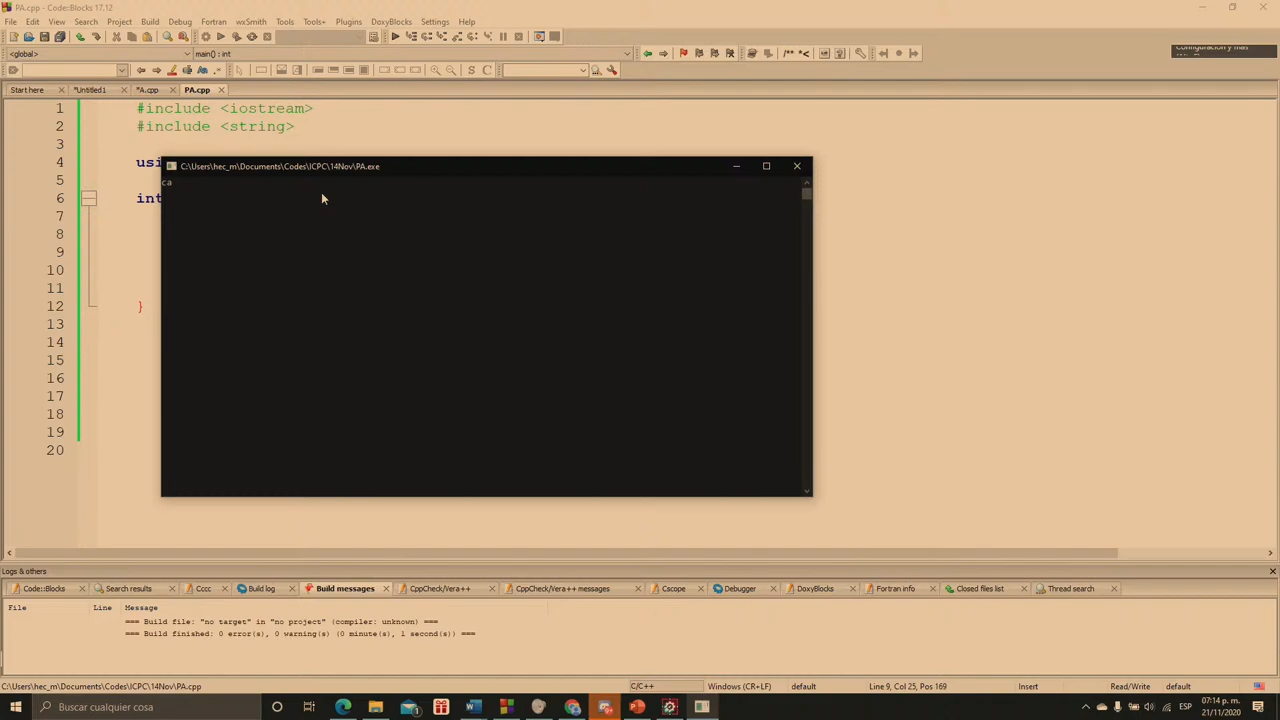 PA.cpp - Code::Blocks 17.12
File Edit View Search Project Build Debug Fortran wxSmith Tools Tools+ Plugins DoxyBlocks Settings Help
<global> main() : int
Start here *Untitled1 *A.cpp PA.cpp
1 #include <iostream>
2 #include <string>
3
4 usi
5
6 int
7
8
9
10
11
12 }
13
14
15
16
17
18
19
20
C:\Users\hec_m\Documents\Codes\ICPC\14Nov\PA.exe
ca
Logs & others
Code::Blocks Search results Cccc Build log Build messages CppCheck/Vera++ CppCheck/Vera++ messages Cscope Debugger DoxyBlocks Fortran info Closed files list Thread search
File Line Message
=== Build file: "no target" in "no project" (compiler: unknown) ===
=== Build finished: 0 error(s), 0 warning(s) (0 minute(s), 1 second(s)) ===
C:\Users\hec_m\Documents\Codes\ICPC\14Nov\PA.cpp C/C++ Windows (CR+LF) default Line 9, Col 25, Pos 169 Insert Read/Write default
Buscar cualquier cosa ESP 07:14 p. m.
21/11/2020